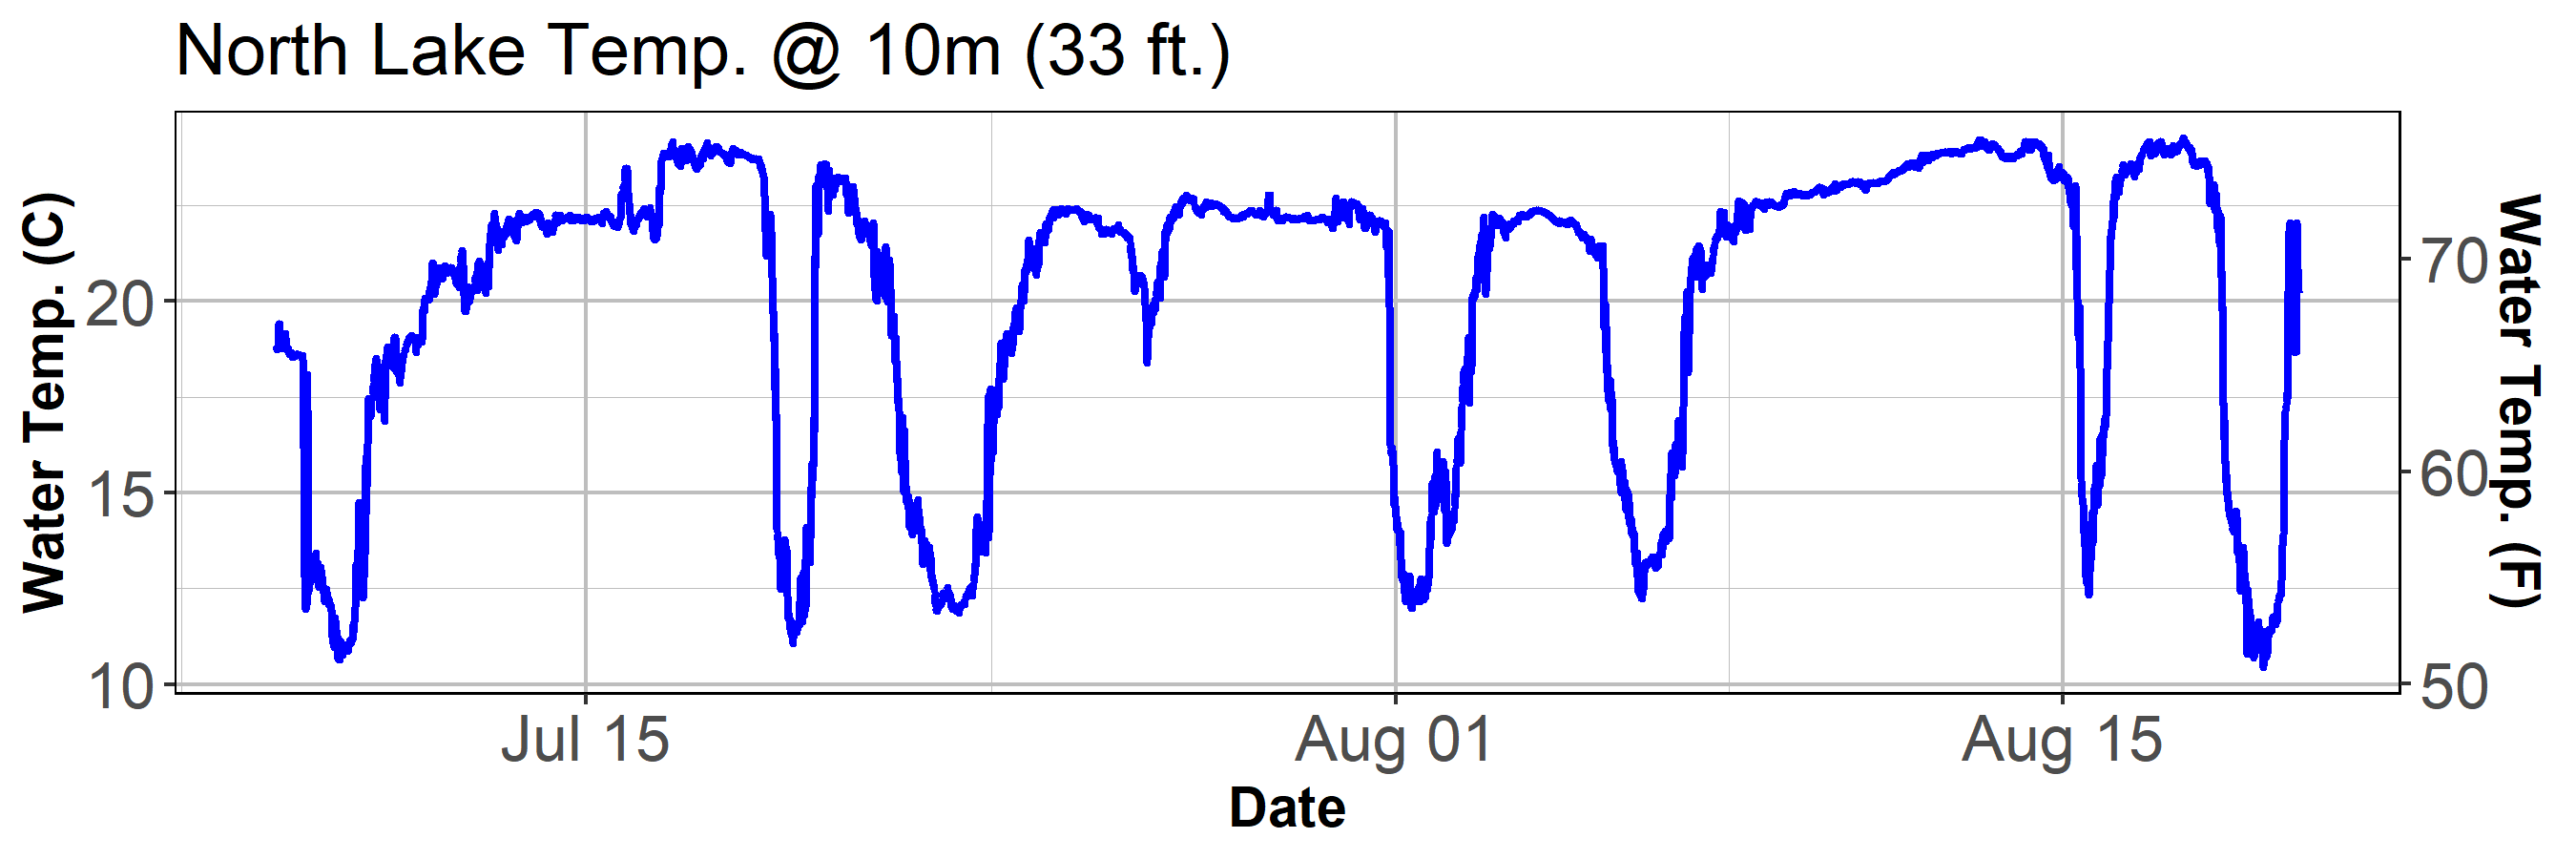 North Lake Temp. @ 10m (33 ft.)
Water Temp. (C)
20
15
10
70
60
50
Water Temp. (F)
Jul 15
Aug 01
Aug 15
Date